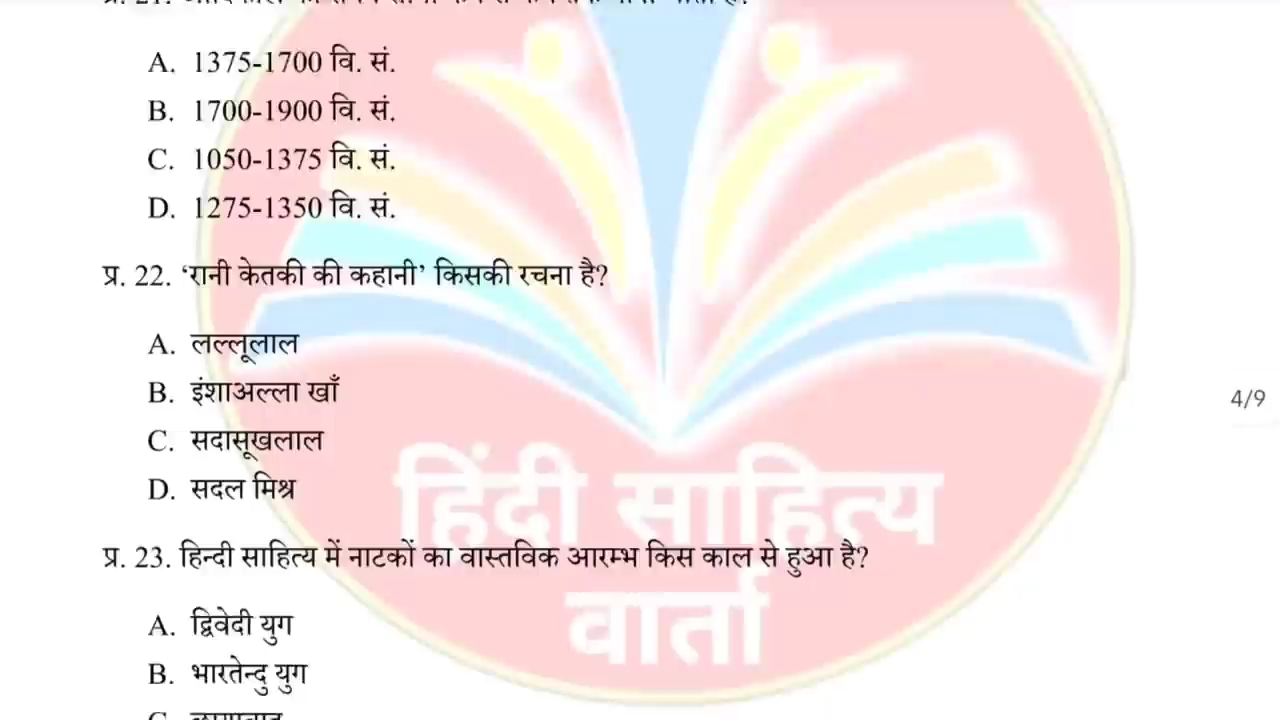 प्र. 21.
A. 1375-1700 वि. सं.
B. 1700-1900 वि. सं.
C. 1050-1375 वि. सं.
D. 1275-1350 वि. सं.
प्र. 22. ‘रानी केतकी की कहानी’ किसकी रचना है?
A. लल्लूलाल
B. इंशाअल्ला खाँ
4/9
C. सदासूखलाल
D. सदल मिश्र
हिंदी साहित्य
प्र. 23. हिन्दी साहित्य में नाटकों का वास्तविक आरम्भ किस काल से हुआ है?
वार्ता
A. द्विवेदी युग
B. भारतेन्दु युग